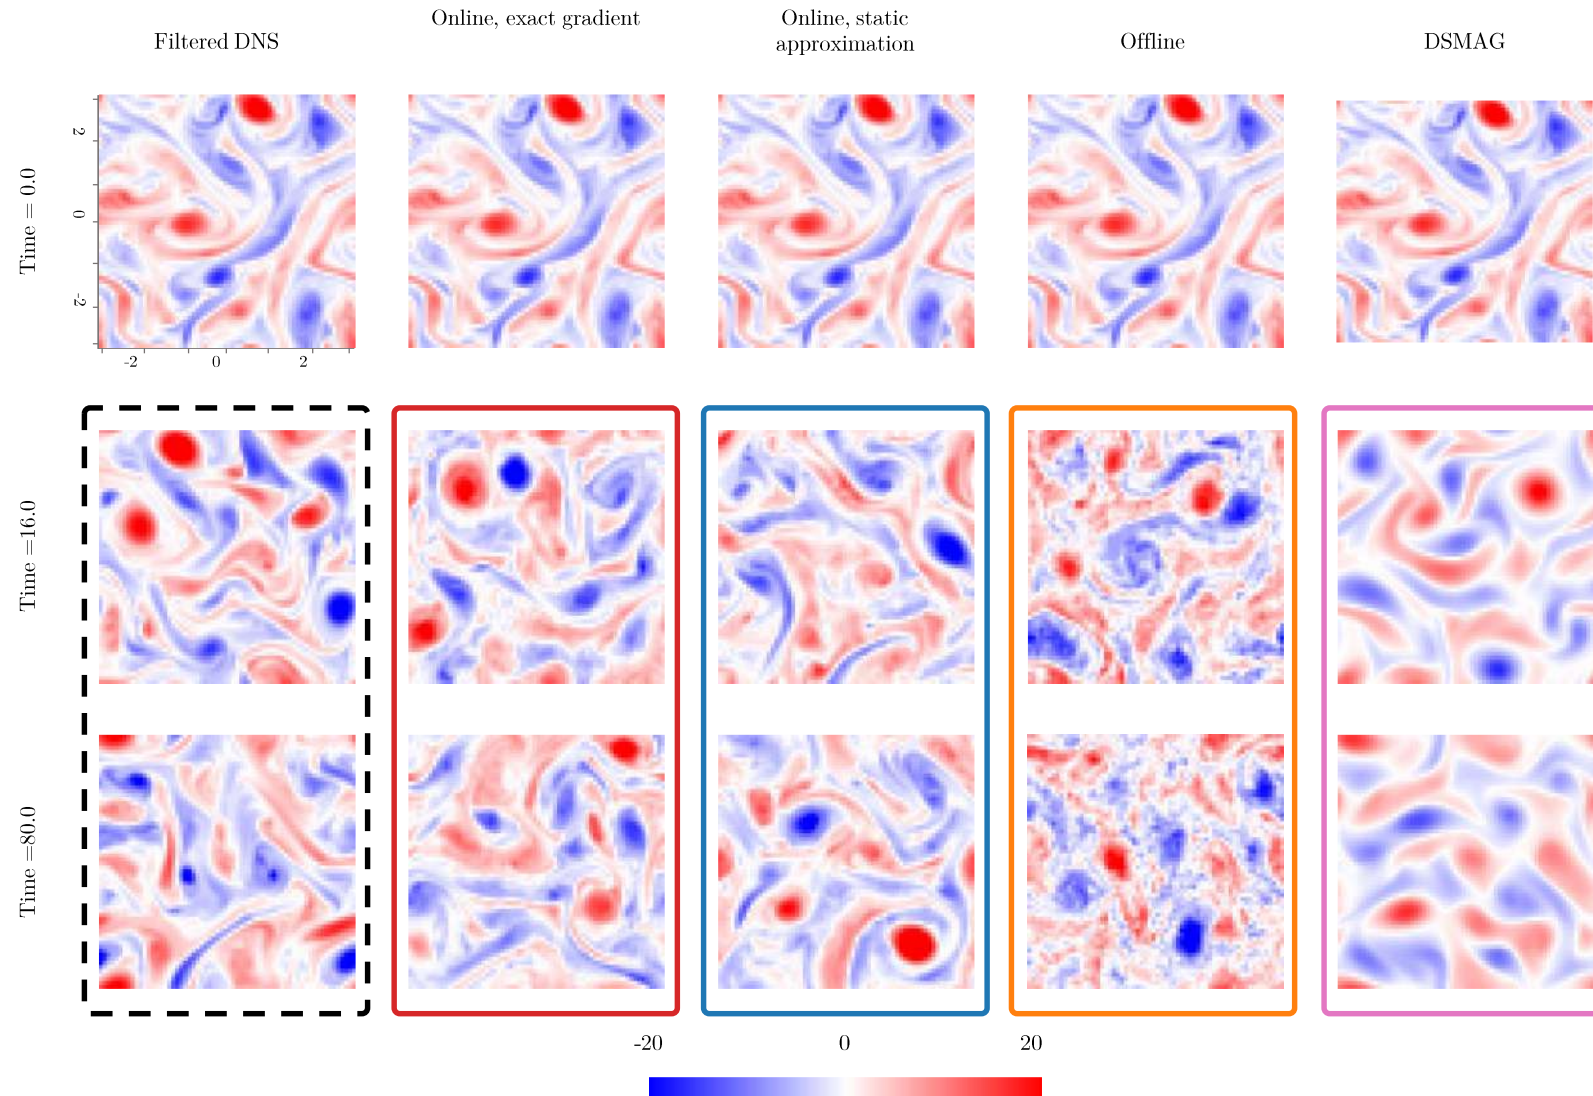 Filtered DNS
Online, exact gradient
Online, static
approximation
Offline
DSMAG
Time = 0.0
2
0
-2
-2
0
2
Time =16.0
Time =80.0
-20
0
20